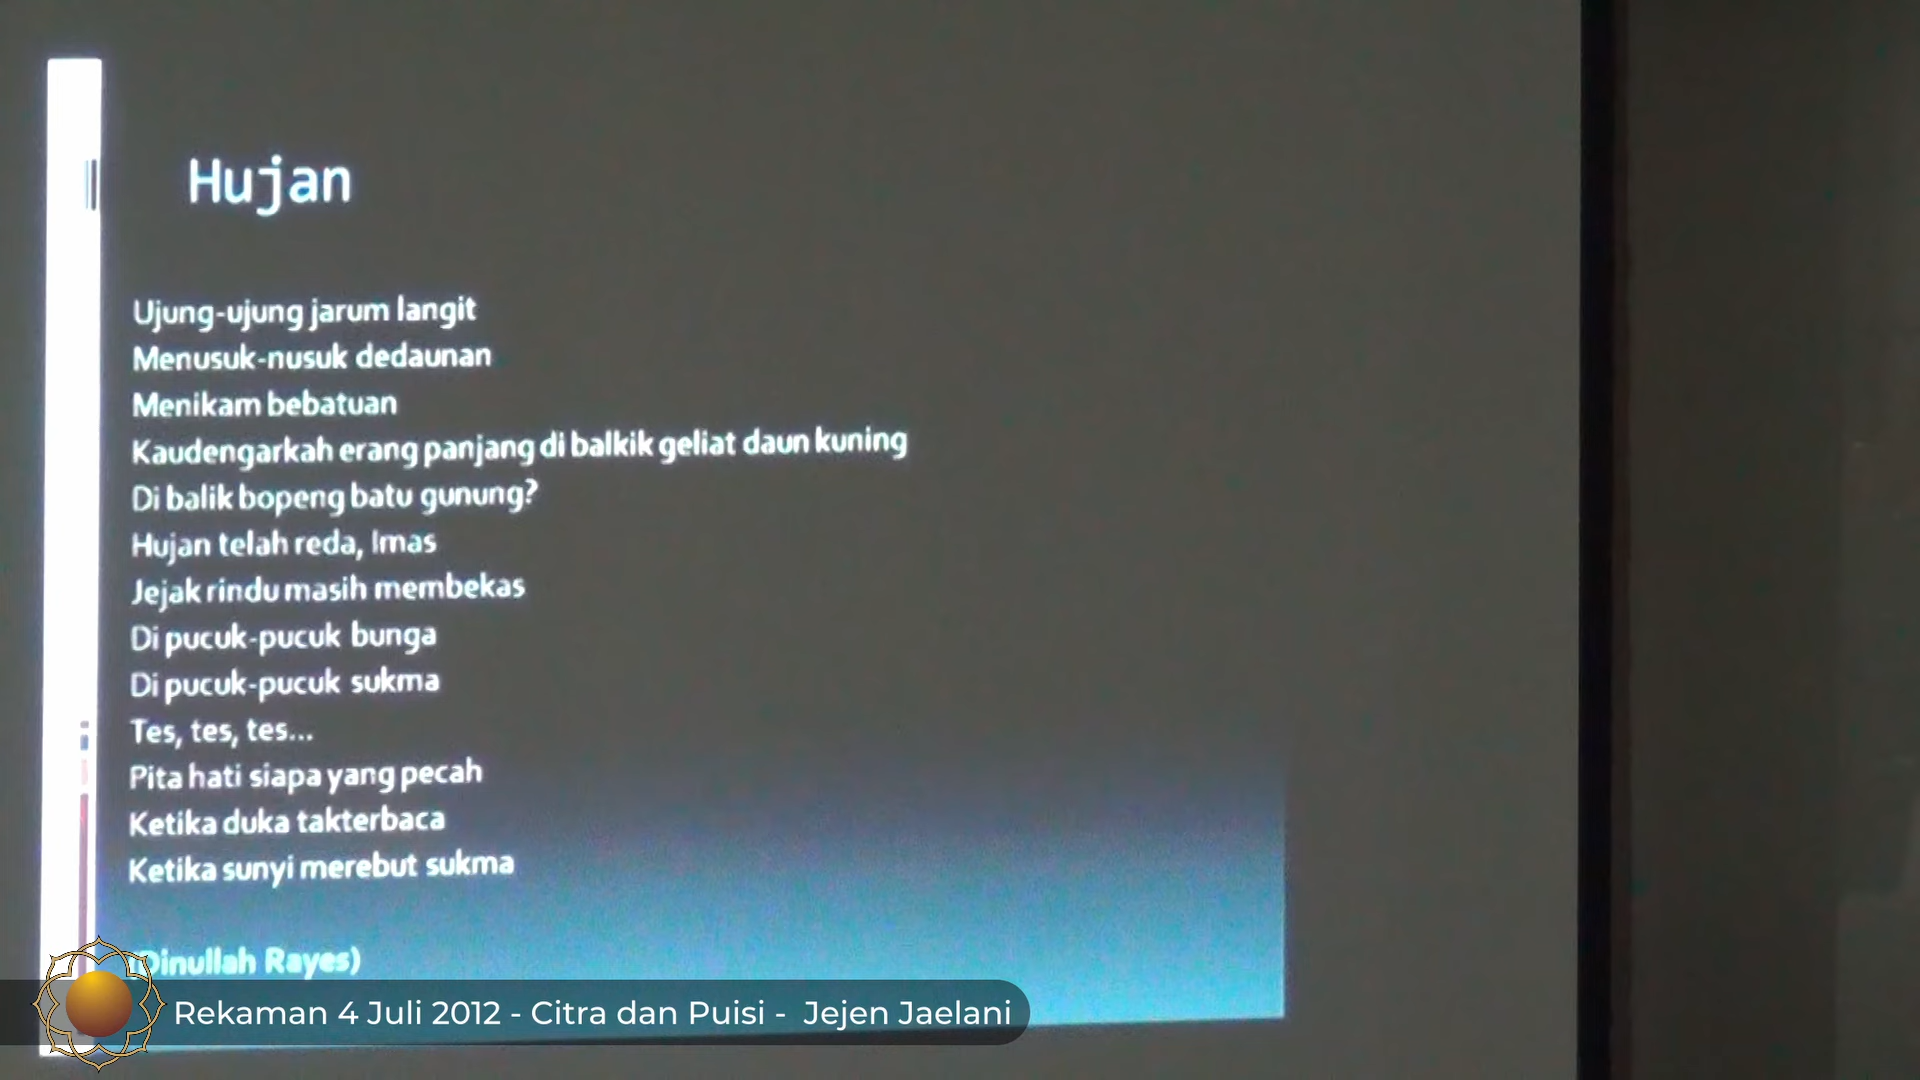 Hujan
Ujung-ujung jarum langit
Menusuk-nusuk dedaunan
Menikam bebatuan
Kaudengarkah erang panjang di balkik geliat daun kuning
Di balik bopeng batu gunung?
Hujan telah reda, Imas
Jejak rindu masih membekas
Di pucuk-pucuk bunga
Di pucuk-pucuk sukma
Tes, tes, tes...
Pita hati siapa yang pecah
Ketika duka takterbaca
Ketika sunyi merebut sukma
(Dinullah Rayes)
Rekaman 4 Juli 2012 - Citra dan Puisi - Jejen Jaelani